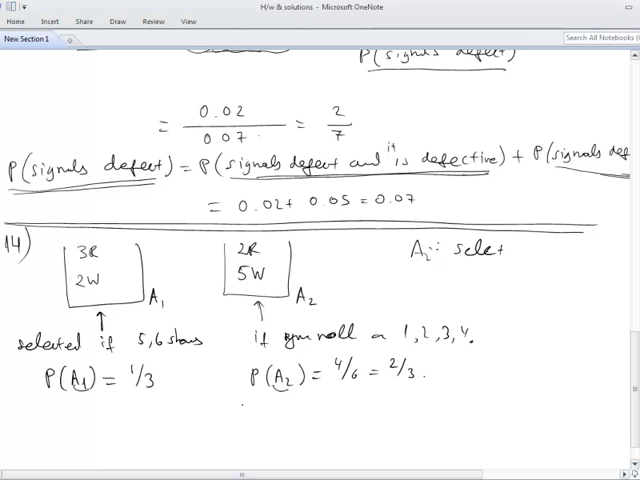 H/w & solutions - Microsoft OneNote
Home Insert Share Draw Review View
New Section 1 Search All Notebooks (
P(signals defect)
= 0.02 / 0.07 = 2/7
P(signals defect) = P(signals defect and it is defective) + P(signals def
= 0.02 + 0.05 = 0.07
14) 3R 2R Ai: select
2W 5W
A1 A2
selected if 5,6 shows if you roll a 1,2,3,4.
P(A1) = 1/3 P(A2) = 4/6 = 2/3.